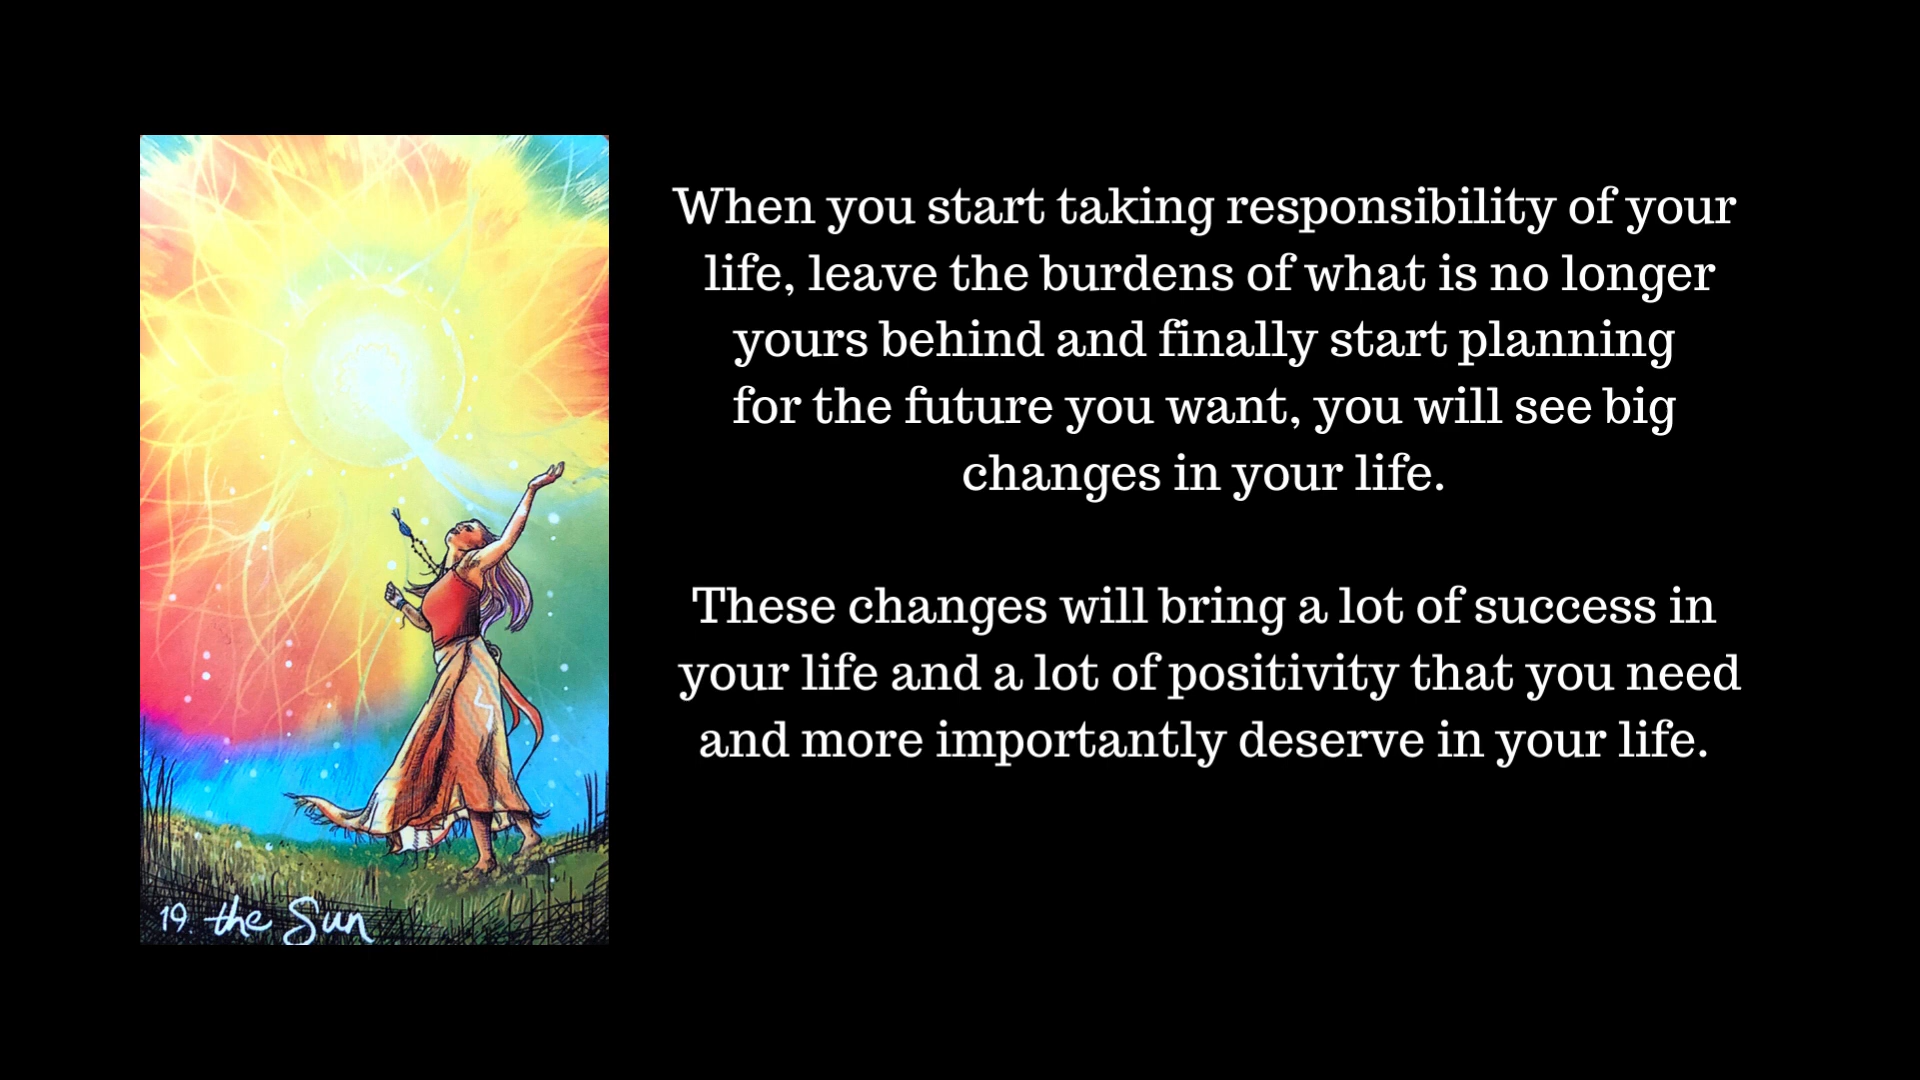 When you start taking responsibility of your
life, leave the burdens of what is no longer
yours behind and finally start planning
for the future you want, you will see big
changes in your life.
These changes will bring a lot of success in
your life and a lot of positivity that you need
and more importantly deserve in your life.
19. the Sun